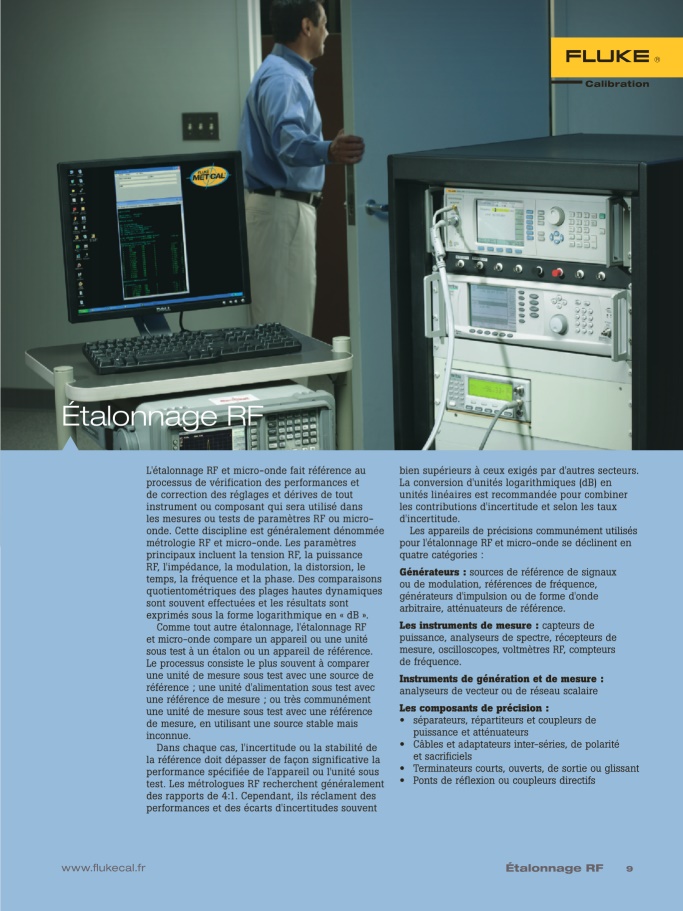 FLUKE ®
Calibration
FLUKE
MET/CAL
Étalonnage RF
L'étalonnage RF et micro-onde fait référence au
processus de vérification des performances et
de correction des réglages et dérives de tout
instrument ou composant qui sera utilisé dans
les mesures ou tests de paramètres RF ou micro-
onde. Cette discipline est généralement dénommée
métrologie RF et micro-onde. Les paramètres
principaux incluent la tension RF, la puissance
RF, l'impédance, la modulation, la distorsion, le
temps, la fréquence et la phase. Des comparaisons
quotientométriques des plages hautes dynamiques
sont souvent effectuées et les résultats sont
exprimés sous la forme logarithmique en « dB ».
Comme tout autre étalonnage, l'étalonnage RF
et micro-onde compare un appareil ou une unité
sous test à un étalon ou un appareil de référence.
Le processus consiste le plus souvent à comparer
une unité de mesure sous test avec une source de
référence ; une unité d'alimentation sous test avec
une référence de mesure ; ou très communément
une unité de mesure sous test avec une référence
de mesure, en utilisant une source stable mais
inconnue.
Dans chaque cas, l'incertitude ou la stabilité de
la référence doit dépasser de façon significative la
performance spécifiée de l'appareil ou l'unité sous
test. Les métrologues RF recherchent généralement
des rapports de 4:1. Cependant, ils réclament des
performances et des écarts d'incertitudes souvent
bien supérieurs à ceux exigés par d'autres secteurs.
La conversion d'unités logarithmiques (dB) en
unités linéaires est recommandée pour combiner
les contributions d'incertitude et selon les taux
d'incertitude.
Les appareils de précisions communément utilisés
pour l'étalonnage RF et micro-onde se déclinent en
quatre catégories :
Générateurs : sources de référence de signaux
ou de modulation, références de fréquence,
générateurs d'impulsion ou de forme d'onde
arbitraire, atténuateurs de référence.
Les instruments de mesure : capteurs de
puissance, analyseurs de spectre, récepteurs de
mesure, oscilloscopes, voltmètres RF, compteurs
de fréquence.
Instruments de génération et de mesure :
analyseurs de vecteur ou de réseau scalaire
Les composants de précision :
• séparateurs, répartiteurs et coupleurs de
puissance et atténuateurs
• Câbles et adaptateurs inter-séries, de polarité
et sacrificiels
• Terminateurs courts, ouverts, de sortie ou glissant
• Ponts de réflexion ou coupleurs directifs
www.flukecal.fr
Étalonnage RF 9